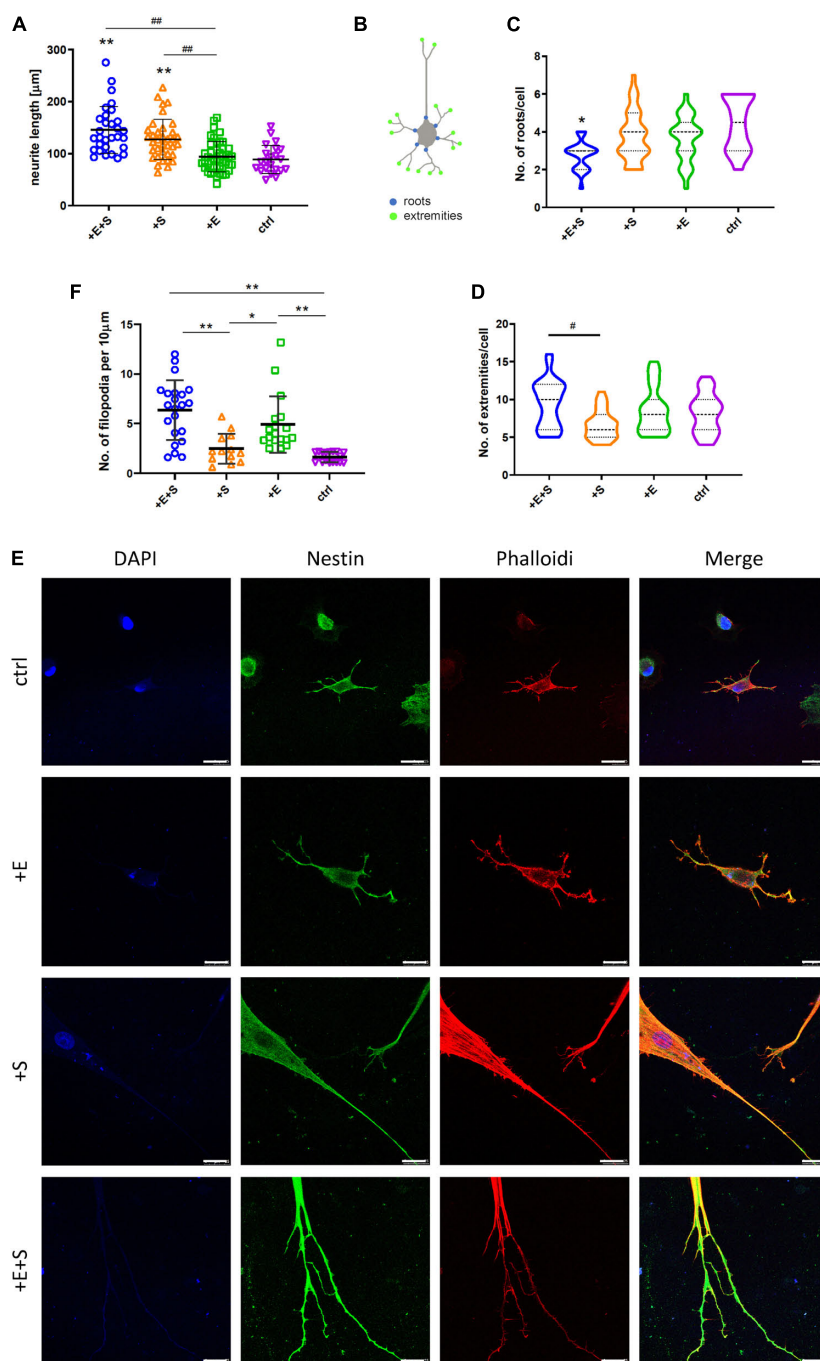 A
neurite length [µm]
300
200
100
0
##
##
**
**
+E+S
+S
+E
ctrl
B
roots
extremities
C
No. of roots/cell
8
6
4
2
0
*
+E+S
+S
+E
ctrl
F
No. of filopodia per 10µm
15
10
5
0
**
**
*
**
+E+S
+S
+E
ctrl
D
No. of extremities/cell
20
15
10
5
0
#
+E+S
+S
+E
ctrl
E
DAPI
Nestin
Phalloidi
Merge
ctrl
+E
+S
+E+S